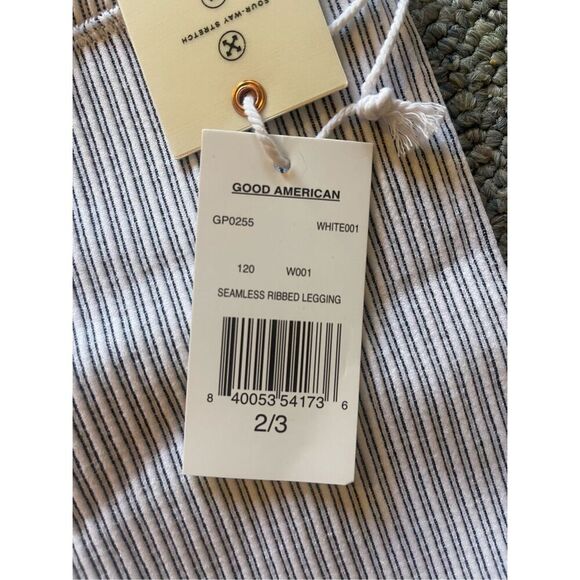 FOUR-WAY STRETCH
GOOD AMERICAN
GP0255 WHITE001
120 W001
SEAMLESS RIBBED LEGGING
8 40053 54173 6
2/3